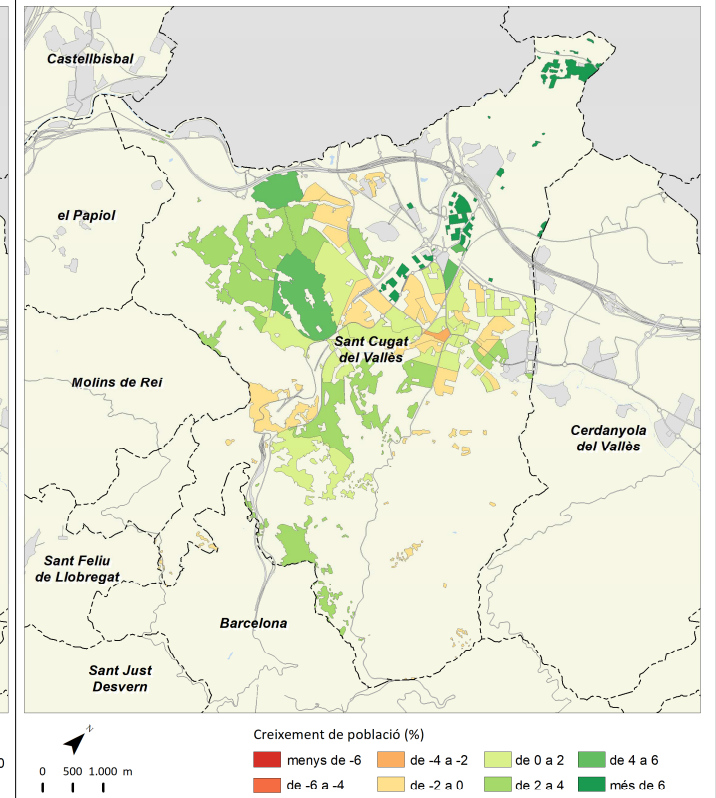 Castellbisbal
el Papiol
Sant Cugat
del Vallès
Molins de Rei
Cerdanyola
del Vallès
Sant Feliu
de Llobregat
Barcelona
Sant Just
Desvern
Creixement de població (%)
menys de -6
de -4 a -2
de 0 a 2
de 4 a 6
de -6 a -4
de -2 a 0
de 2 a 4
més de 6
N
0 500 1.000 m
0